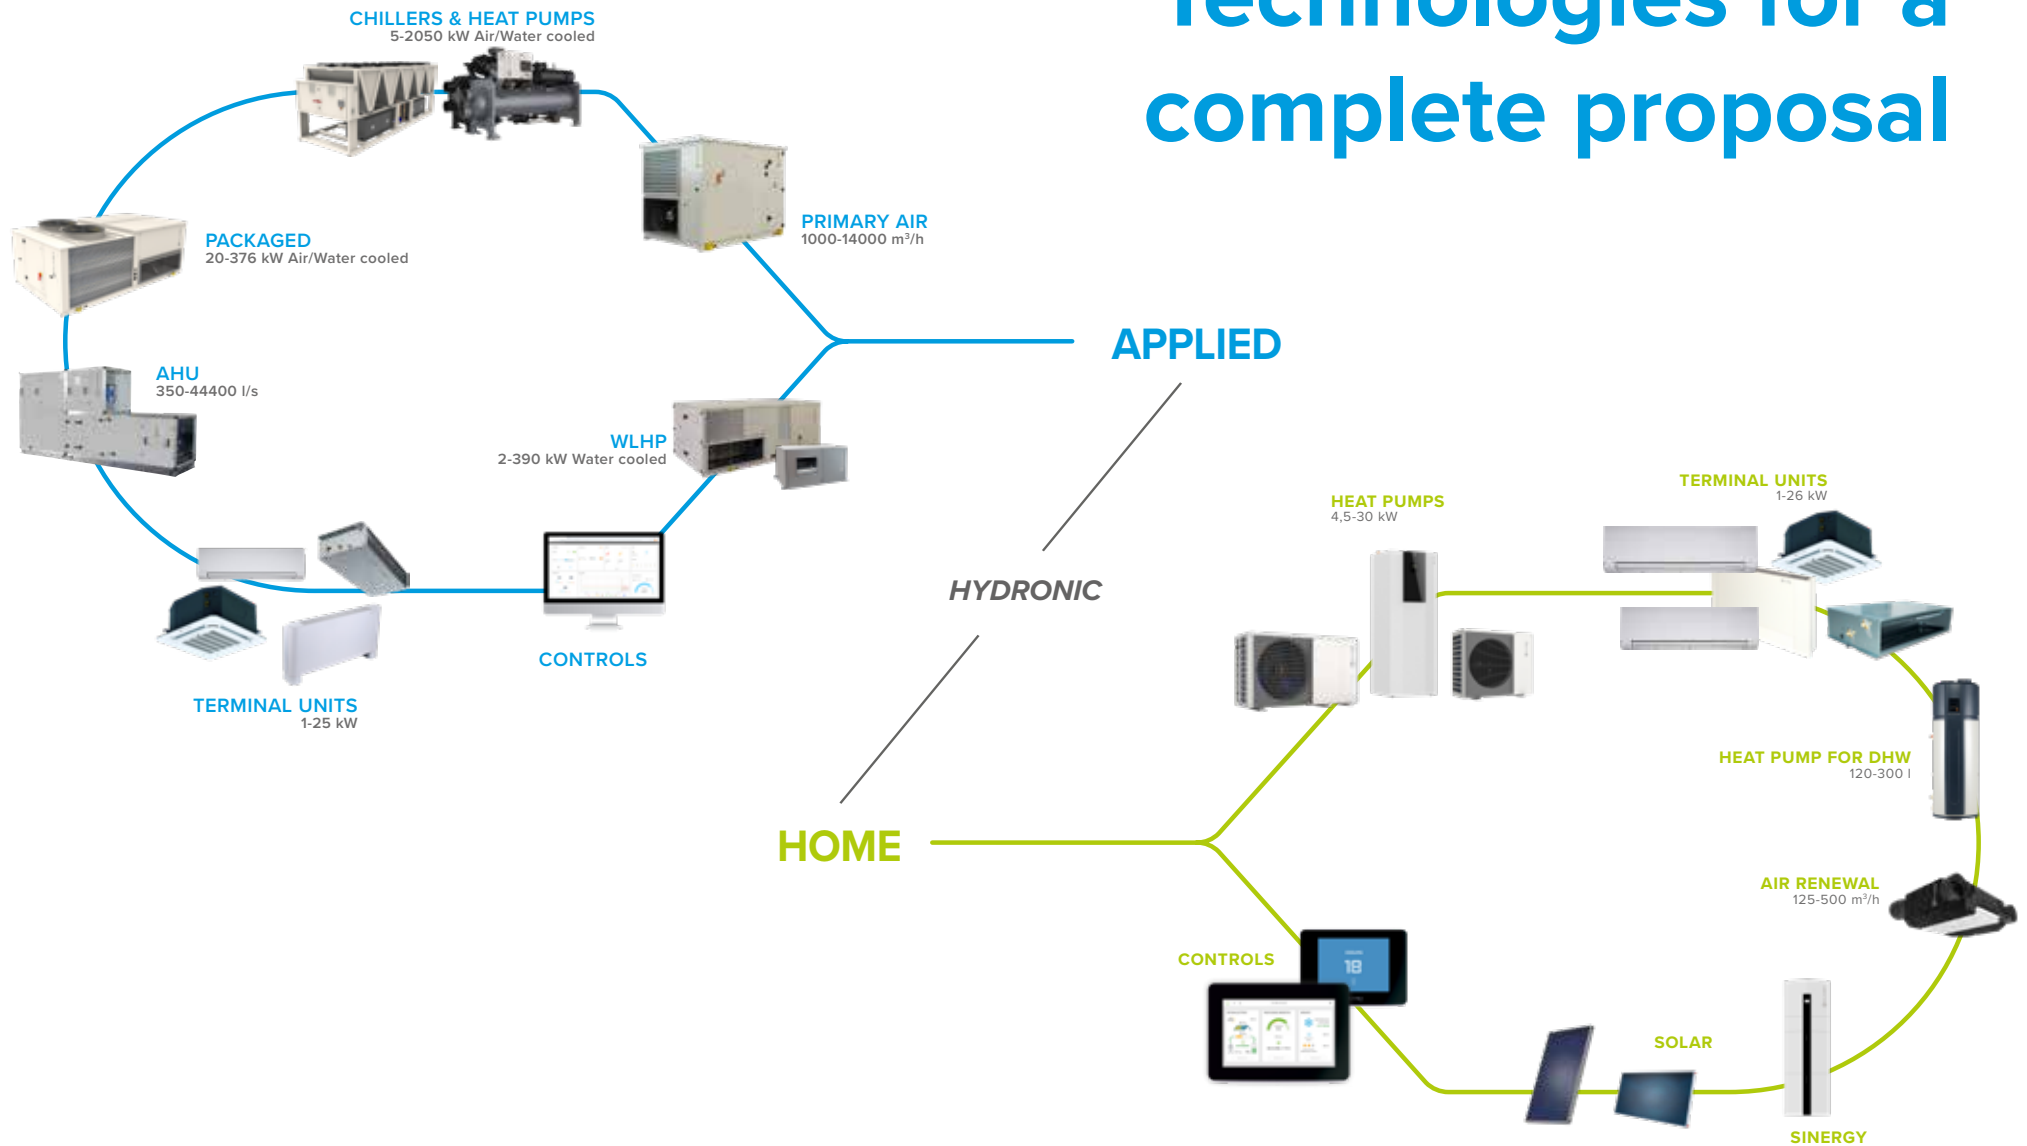 Technologies for a
complete proposal
CHILLERS & HEAT PUMPS
5-2050 kW Air/Water cooled
PRIMARY AIR
1000-14000 m³/h
PACKAGED
20-376 kW Air/Water cooled
APPLIED
AHU
350-44400 l/s
WLHP
2-390 kW Water cooled
CONTROLS
TERMINAL UNITS
1-25 kW
HYDRONIC
HEAT PUMPS
4,5-30 kW
TERMINAL UNITS
1-26 kW
HEAT PUMP FOR DHW
120-300 l
HOME
AIR RENEWAL
125-500 m³/h
CONTROLS
18
SOLAR
SINERGY